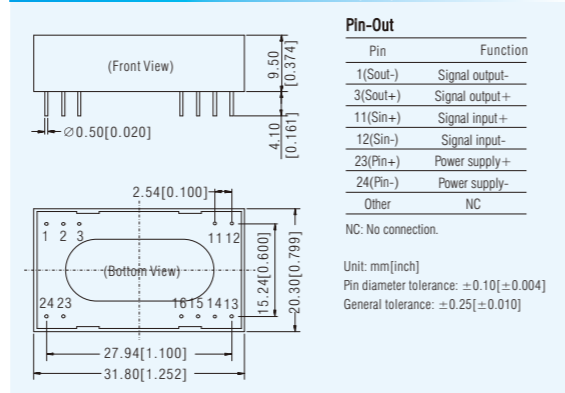 (Front View)
9.50
[0.374]
4.10
[0.161]
∅0.50[0.020]
2.54[0.100]
1 2 3
11 12
(Bottom View)
24 23
16 15 14 13
15.24[0.600]
20.30[0.799]
27.94[1.100]
31.80[1.252]
Pin-Out
Pin Function
1(Sout-) Signal output-
3(Sout+) Signal output+
11(Sin+) Signal input+
12(Sin-) Signal input-
23(Pin+) Power supply+
24(Pin-) Power supply-
Other NC
NC: No connection.
Unit: mm[inch]
Pin diameter tolerance: ±0.10[±0.004]
General tolerance: ±0.25[±0.010]